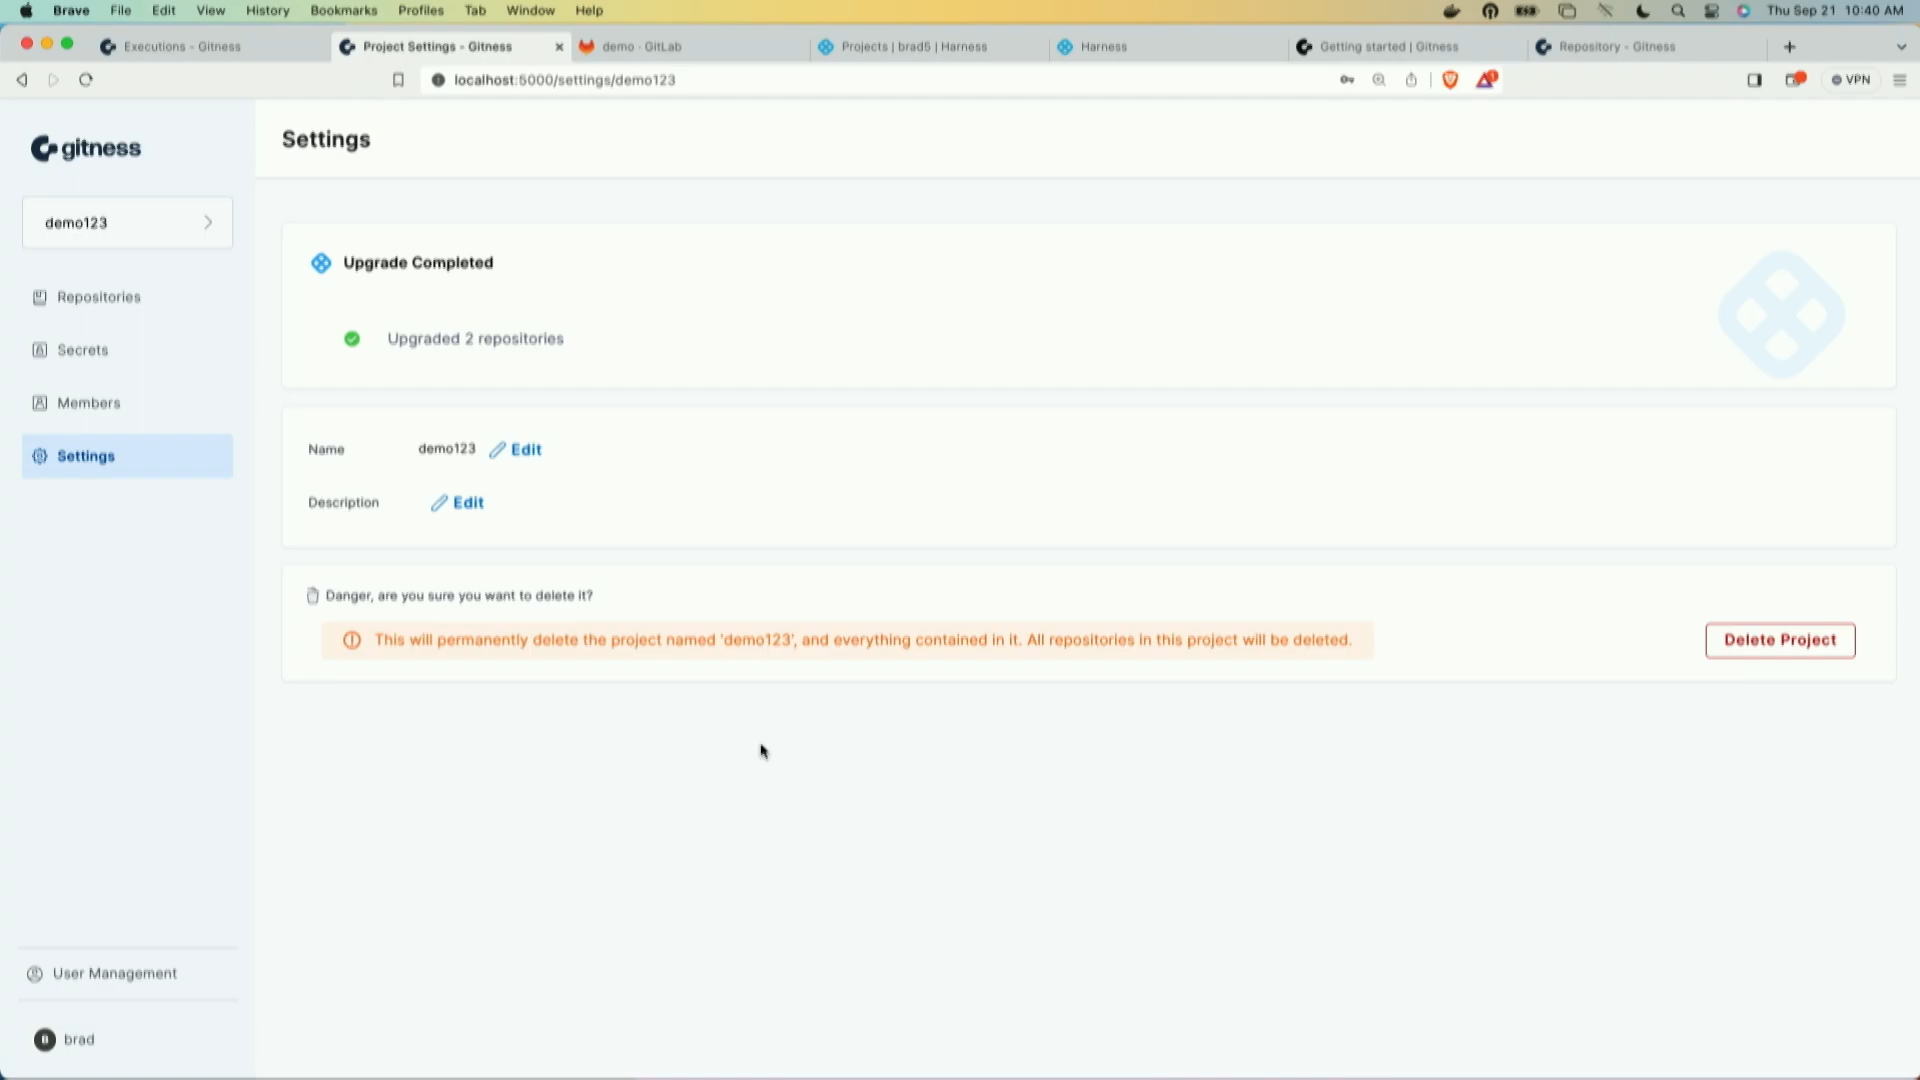 Brave File Edit View History Bookmarks Profiles Tab Window Help Thu Sep 21 10:40 AM
Executions - Gitness Project Settings - Gitness demo · GitLab Projects | brad5 | Harness Harness Getting started | Gitness Repository - Gitness
localhost:5000/settings/demo123 VPN
gitness
Settings
demo123
Upgrade Completed
Repositories
Upgraded 2 repositories
Secrets
Members
Name demo123 Edit
Settings
Description Edit
Danger, are you sure you want to delete it?
This will permanently delete the project named 'demo123', and everything contained in it. All repositories in this project will be deleted. Delete Project
User Management
brad